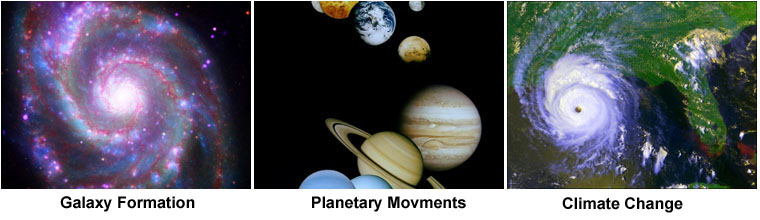 Galaxy Formation
Planetary Movments
Climate Change